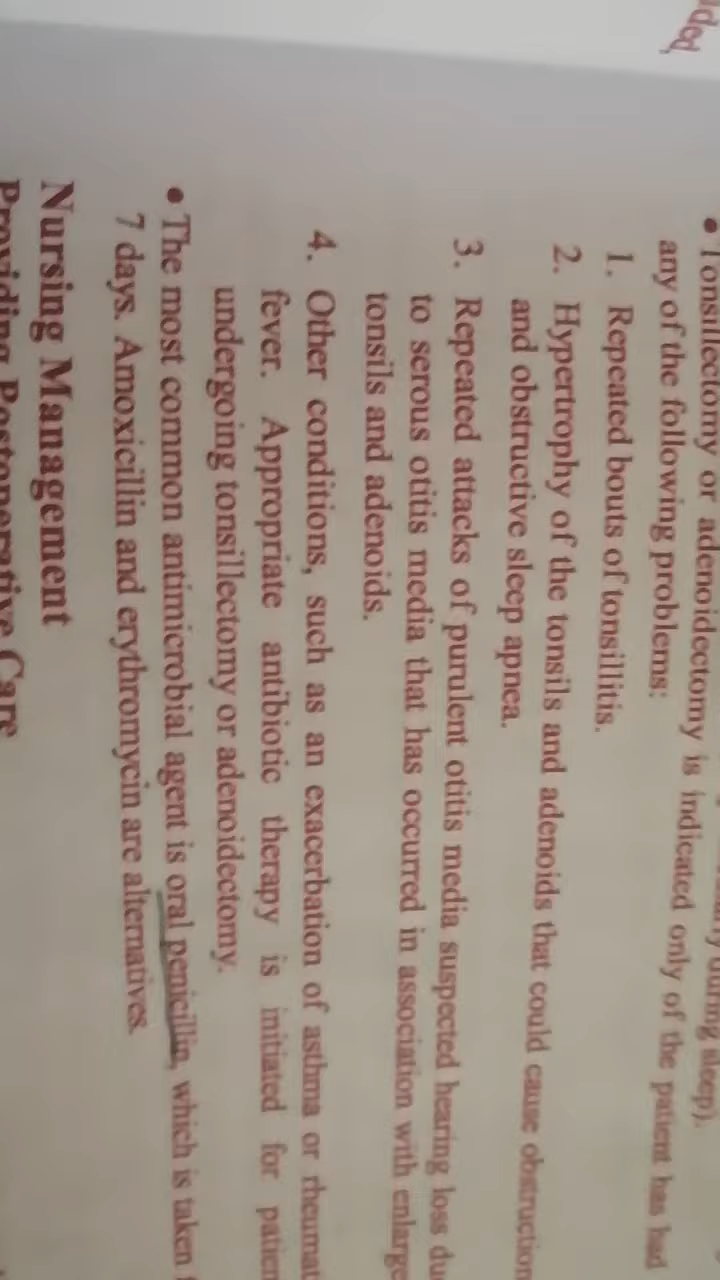 during sleep).
• Tonsillectomy or adenoidectomy is indicated only of the patient has had
any of the following problems:
1. Repeated bouts of tonsillitis.
2. Hypertrophy of the tonsils and adenoids that could cause obstruction
and obstructive sleep apnea.
3. Repeated attacks of purulent otitis media suspected hearing loss du
to serous otitis media that has occurred in association with enlarge
tonsils and adenoids.
4. Other conditions, such as an exacerbation of asthma or rheumat
fever. Appropriate antibiotic therapy is initiated for patien
undergoing tonsillectomy or adenoidectomy.
• The most common antimicrobial agent is oral penicillin, which is taken
7 days. Amoxicillin and erythromycin are alternatives.
Nursing Management
Providing Postoperative Care